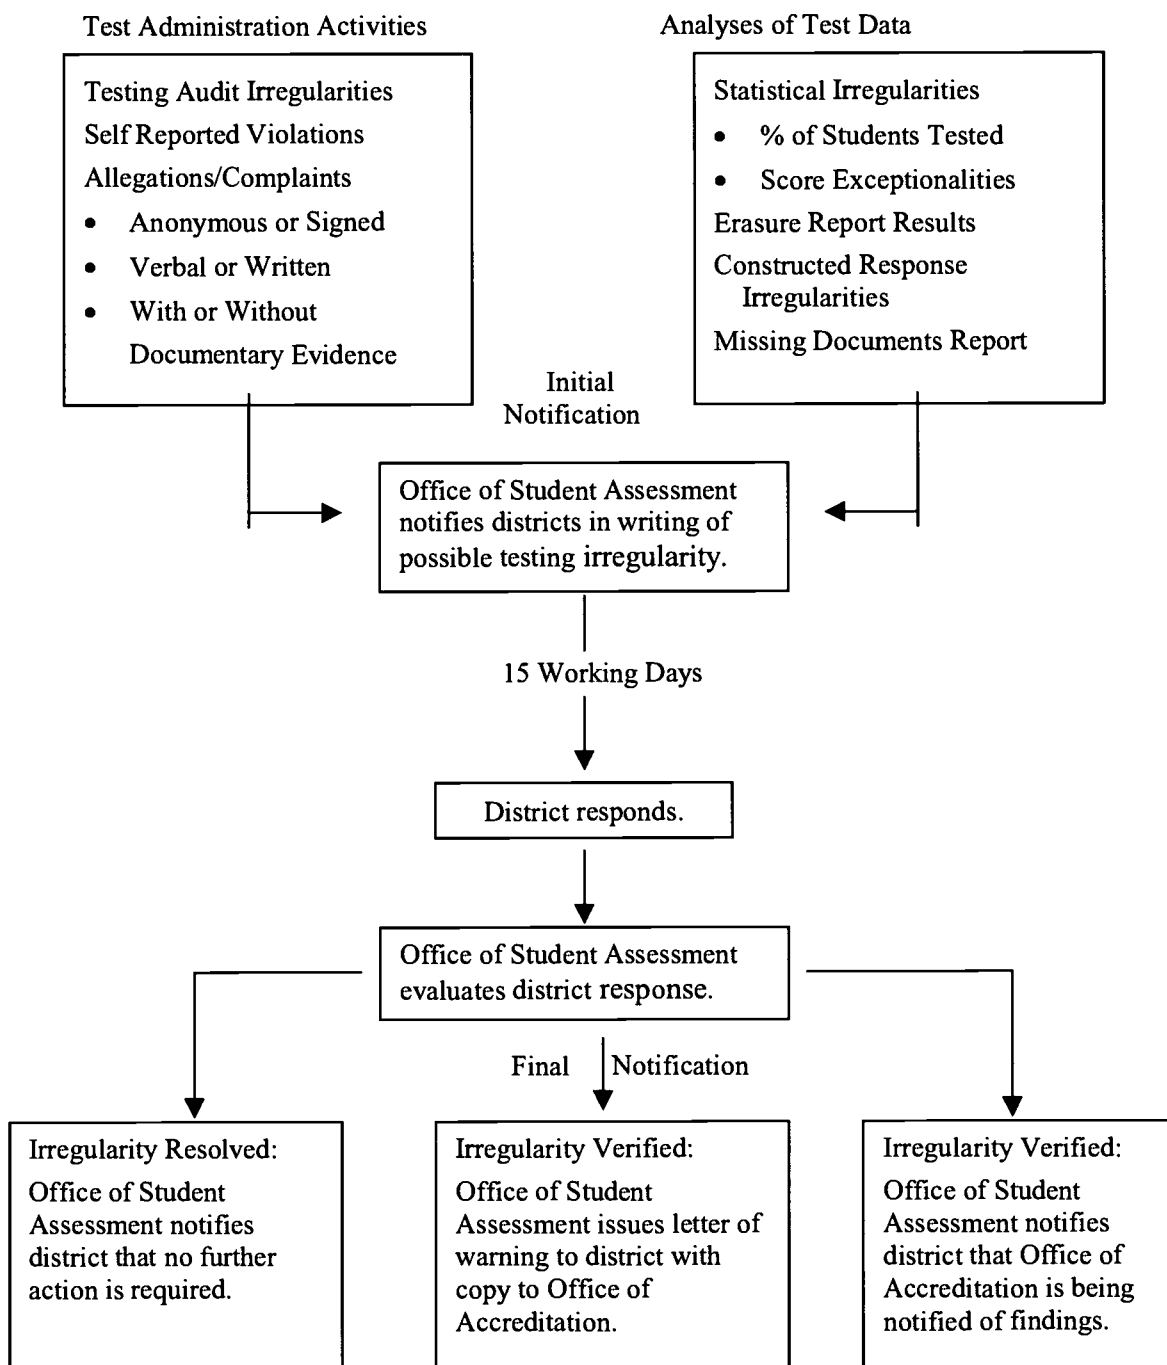 Test Administration Activities
Analyses of Test Data
Testing Audit Irregularities
Self Reported Violations
Allegations/Complaints
• Anonymous or Signed
• Verbal or Written
• With or Without
Documentary Evidence
Statistical Irregularities
• % of Students Tested
• Score Exceptionalities
Erasure Report Results
Constructed Response
Irregularities
Missing Documents Report
Initial
Notification
Office of Student Assessment
notifies districts in writing of
possible testing irregularity.
15 Working Days
District responds.
Office of Student Assessment
evaluates district response.
Final Notification
Irregularity Resolved:
Office of Student
Assessment notifies
district that no further
action is required.
Irregularity Verified:
Office of Student
Assessment issues letter of
warning to district with
copy to Office of
Accreditation.
Irregularity Verified:
Office of Student
Assessment notifies
district that Office of
Accreditation is being
notified of findings.